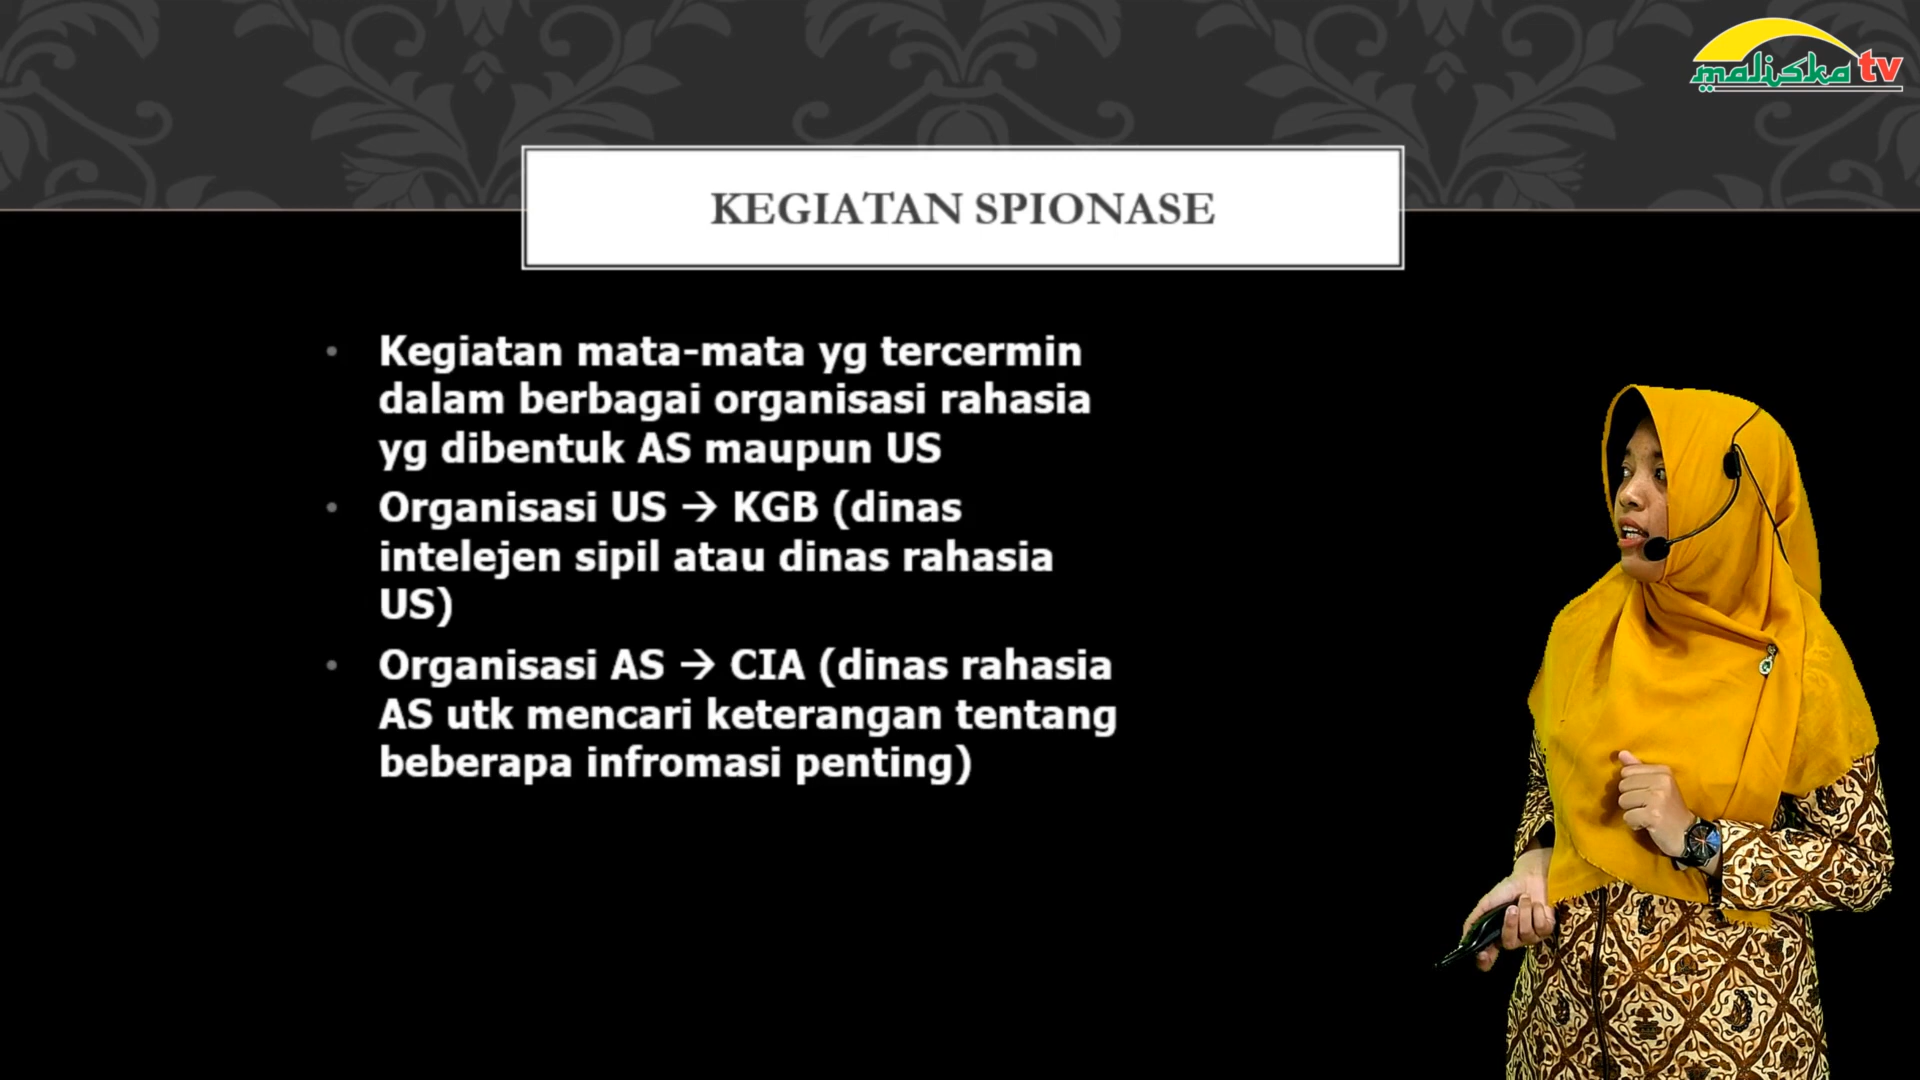 maliska tv
KEGIATAN SPIONASE
• Kegiatan mata-mata yg tercermin
dalam berbagai organisasi rahasia
yg dibentuk AS maupun US
• Organisasi US → KGB (dinas
intelejen sipil atau dinas rahasia
US)
• Organisasi AS → CIA (dinas rahasia
AS utk mencari keterangan tentang
beberapa infromasi penting)